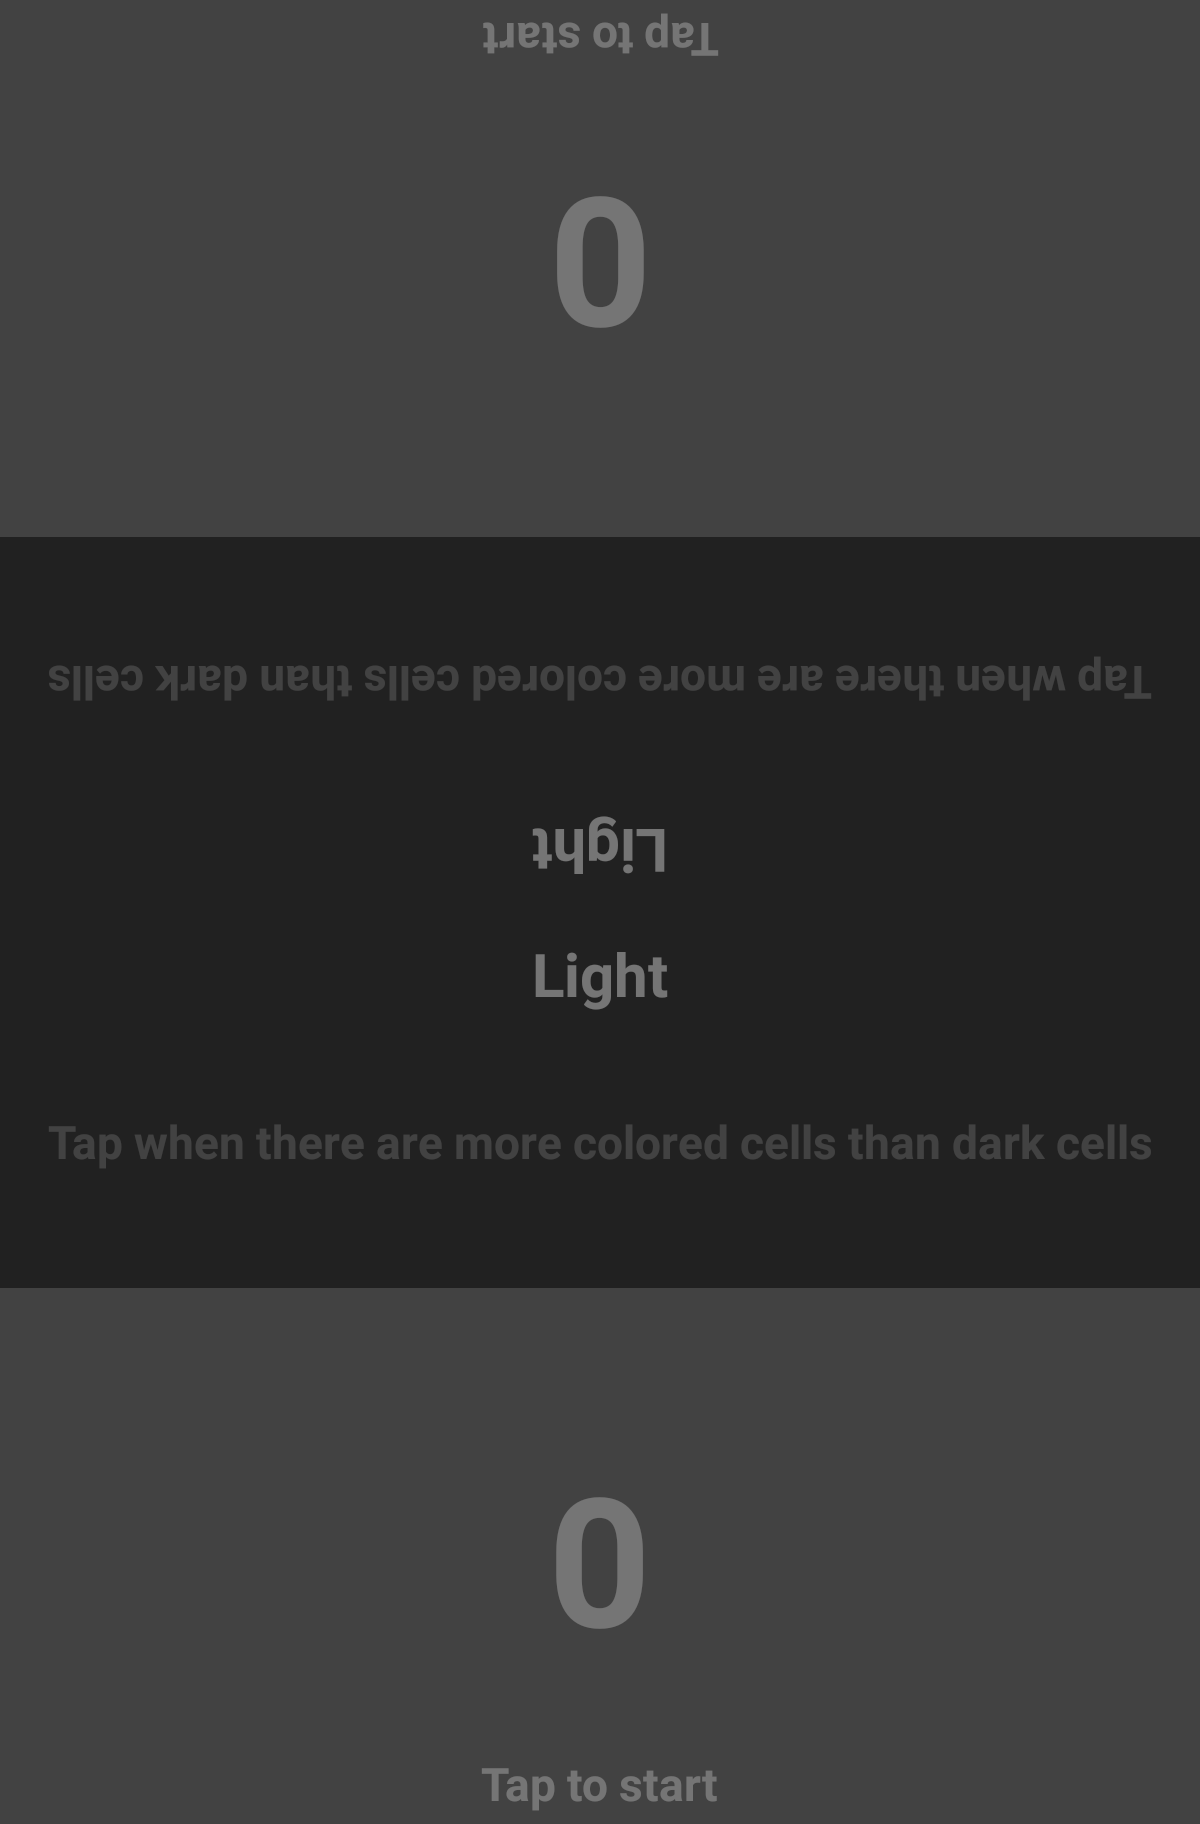 Tap to start
0
Tap when there are more colored cells than dark cells
Light
Light
Tap when there are more colored cells than dark cells
0
Tap to start